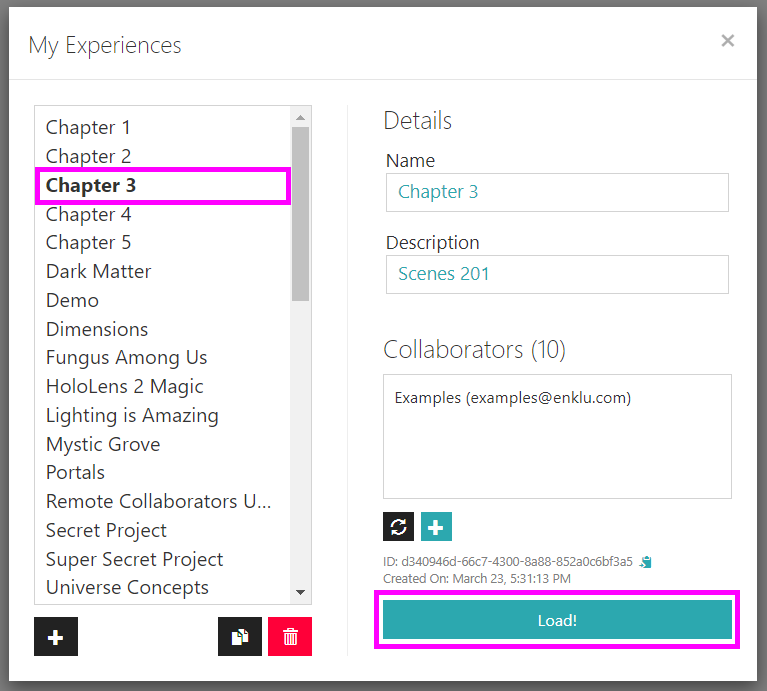 My Experiences
Chapter 1
Chapter 2
Chapter 3
Chapter 4
Chapter 5
Dark Matter
Demo
Dimensions
Fungus Among Us
HoloLens 2 Magic
Lighting is Amazing
Mystic Grove
Portals
Remote Collaborators U...
Secret Project
Super Secret Project
Universe Concepts
Details
Name
Chapter 3
Description
Scenes 201
Collaborators (10)
Examples (examples@enklu.com)
ID: d340946d-66c7-4300-8a88-852a0c6bf3a5
Created On: March 23, 5:31:13 PM
Load!